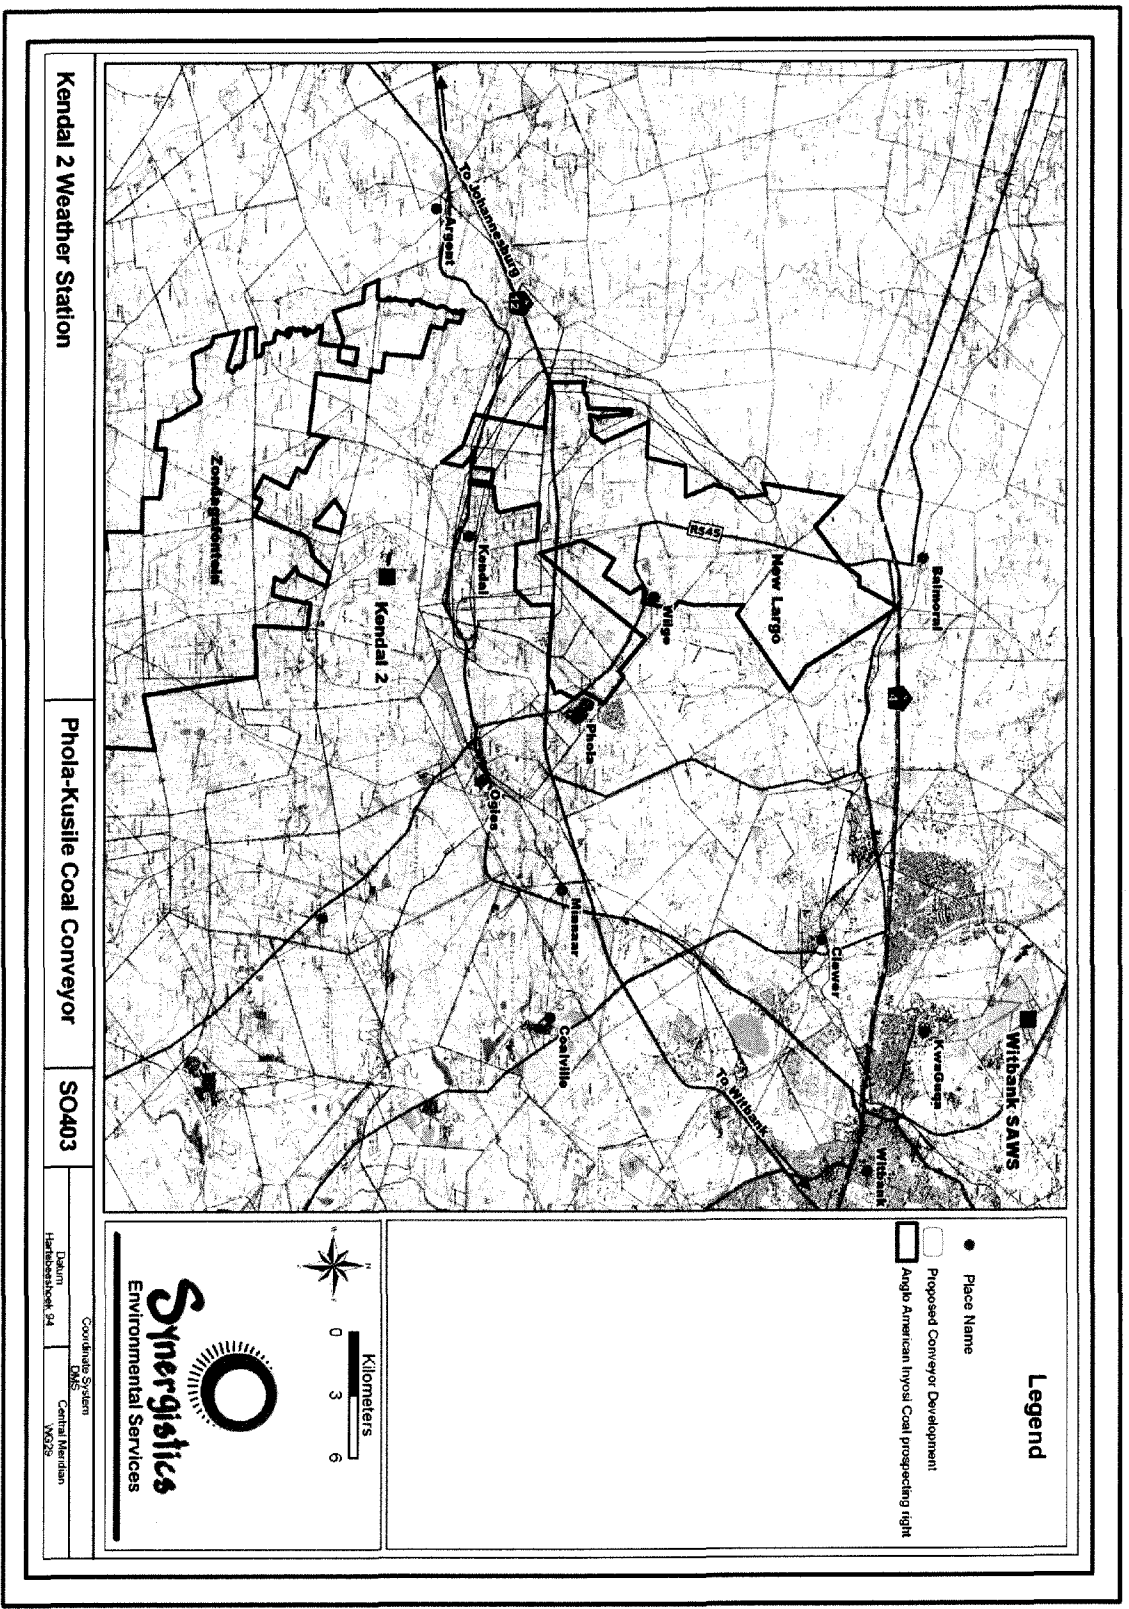 Legend
Place Name
Proposed Conveyor Development
Anglo American Inyosi Coal prospecting right
Witbank SAWS
KwaGuqa
Witbank
Balmoral
Clewer
New Largo
R545
To Witbank
Wilge
Phola
Minnaar
Coalville
To Johannesburg
Ogies
Kendal
Argent
Kendal 2
Zondagsfontein
Kilometers
0 3 6
Synergistics
Environmental Services
Kendal 2 Weather Station
Phola-Kusile Coal Conveyor
SO403
Coordinate System
DMS
Datum
Hartebeeshoek 94
Central Meridian
WG29